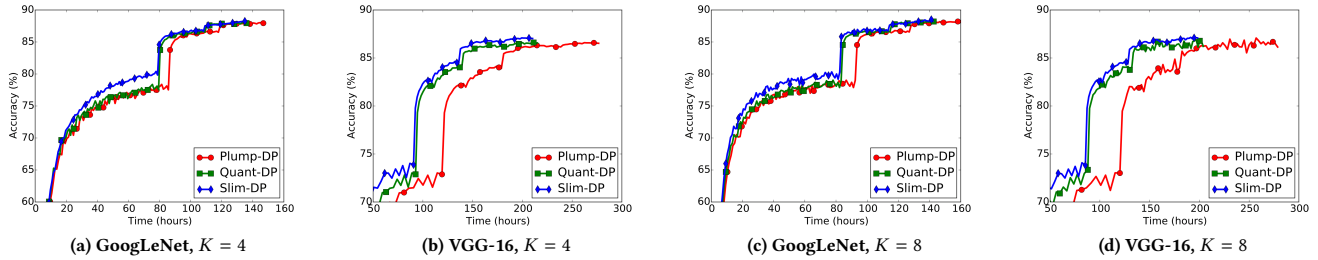 90
85
80
75
70
65
60
Accuracy (%)
0 20 40 60 80 100 120 140 160
Time (hours)
Plump-DP
Quant-DP
Slim-DP
(a) GoogLeNet, K = 4
90
85
80
75
70
Accuracy (%)
50 100 150 200 250 300
Time (hours)
Plump-DP
Quant-DP
Slim-DP
(b) VGG-16, K = 4
90
85
80
75
70
65
60
Accuracy (%)
0 20 40 60 80 100 120 140 160
Time (hours)
Plump-DP
Quant-DP
Slim-DP
(c) GoogLeNet, K = 8
90
85
80
75
70
Accuracy (%)
50 100 150 200 250 300
Time (hours)
Plump-DP
Quant-DP
Slim-DP
(d) VGG-16, K = 8